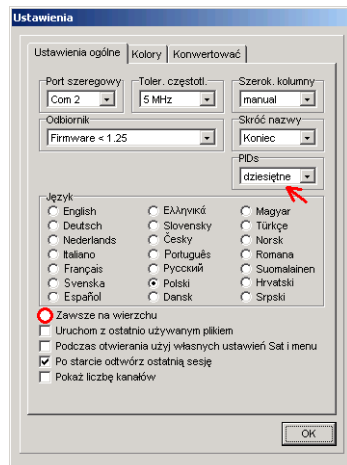 Ustawienia
Ustawienia ogólne Kolory Konwertować
Port szeregowy Toler. częstotl. Szerok. kolumny
Com 2 5 MHz manual
Odbiornik Skróć nazwy
Firmware < 1.25 Koniec
PIDs
dziesiętne
Język
English Ελληνικά Magyar
Deutsch Slovensky Türkçe
Nederlands Česky Norsk
Italiano Português Romana
Français Русский Suomalainen
Svenska Polski Hrvatski
Español Dansk Srpski
Zawsze na wierzchu
Uruchom z ostatnio używanym plikiem
Podczas otwierania użyj własnych ustawień Sat i menu
Po starcie odtwórz ostatnią sesję
Pokaż liczbę kanałów
OK